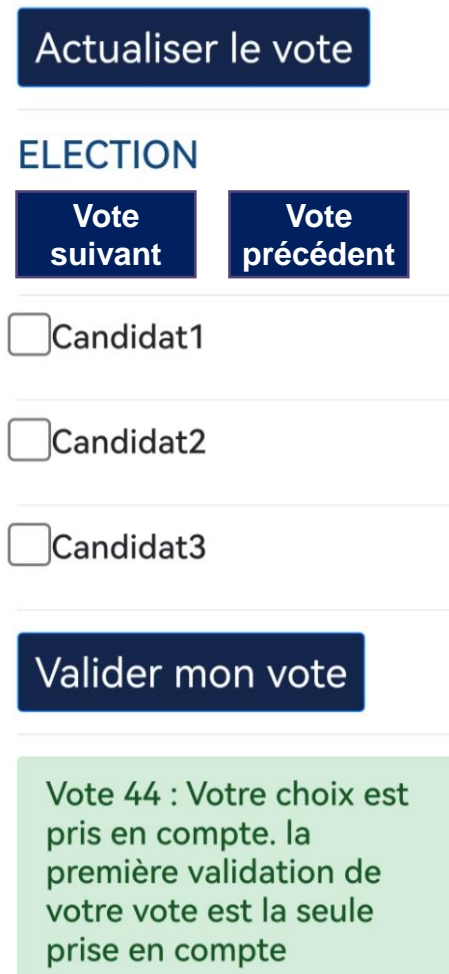 Actualiser le vote
ELECTION
Vote
suivant
Vote
précédent
Candidat1
Candidat2
Candidat3
Valider mon vote
Vote 44 : Votre choix est
pris en compte. la
première validation de
votre vote est la seule
prise en compte